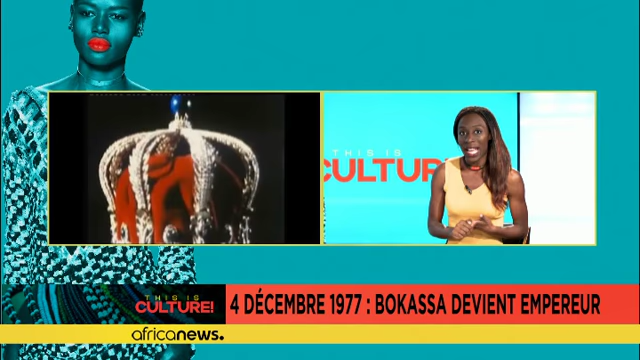 THIS IS
CULTURE!
THIS IS
CULTURE!
4 DÉCEMBRE 1977 : BOKASSA DEVIENT EMPEREUR
africanews.